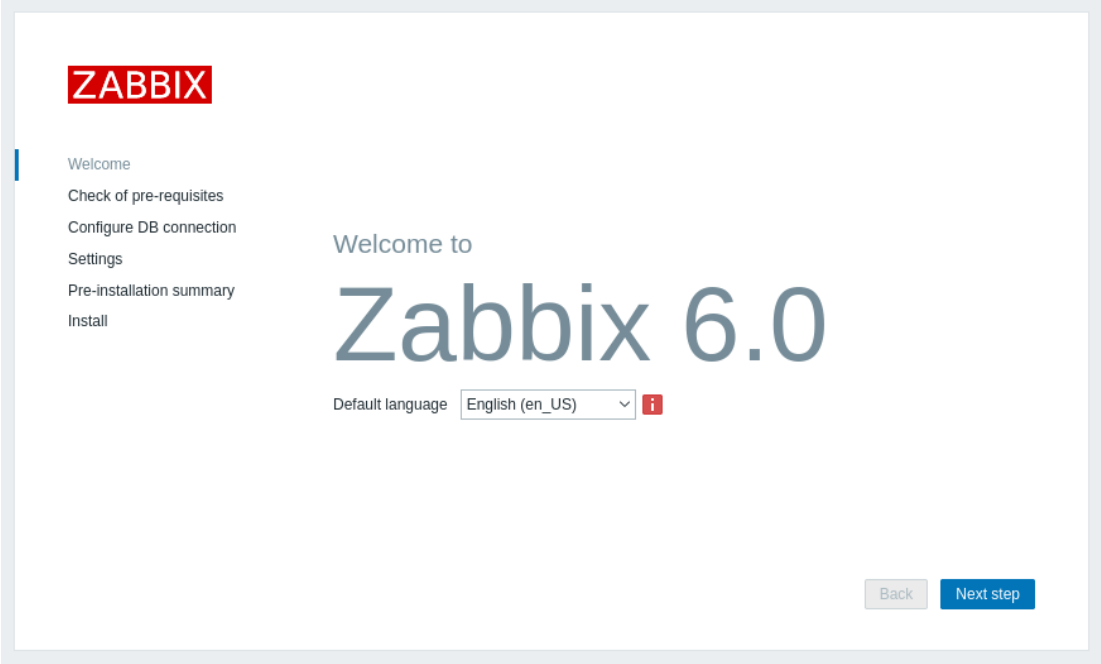 ZABBIX
Welcome
Check of pre-requisites
Configure DB connection
Settings
Pre-installation summary
Install
Welcome to
Zabbix 6.0
Default language English (en_US) i
Back Next step